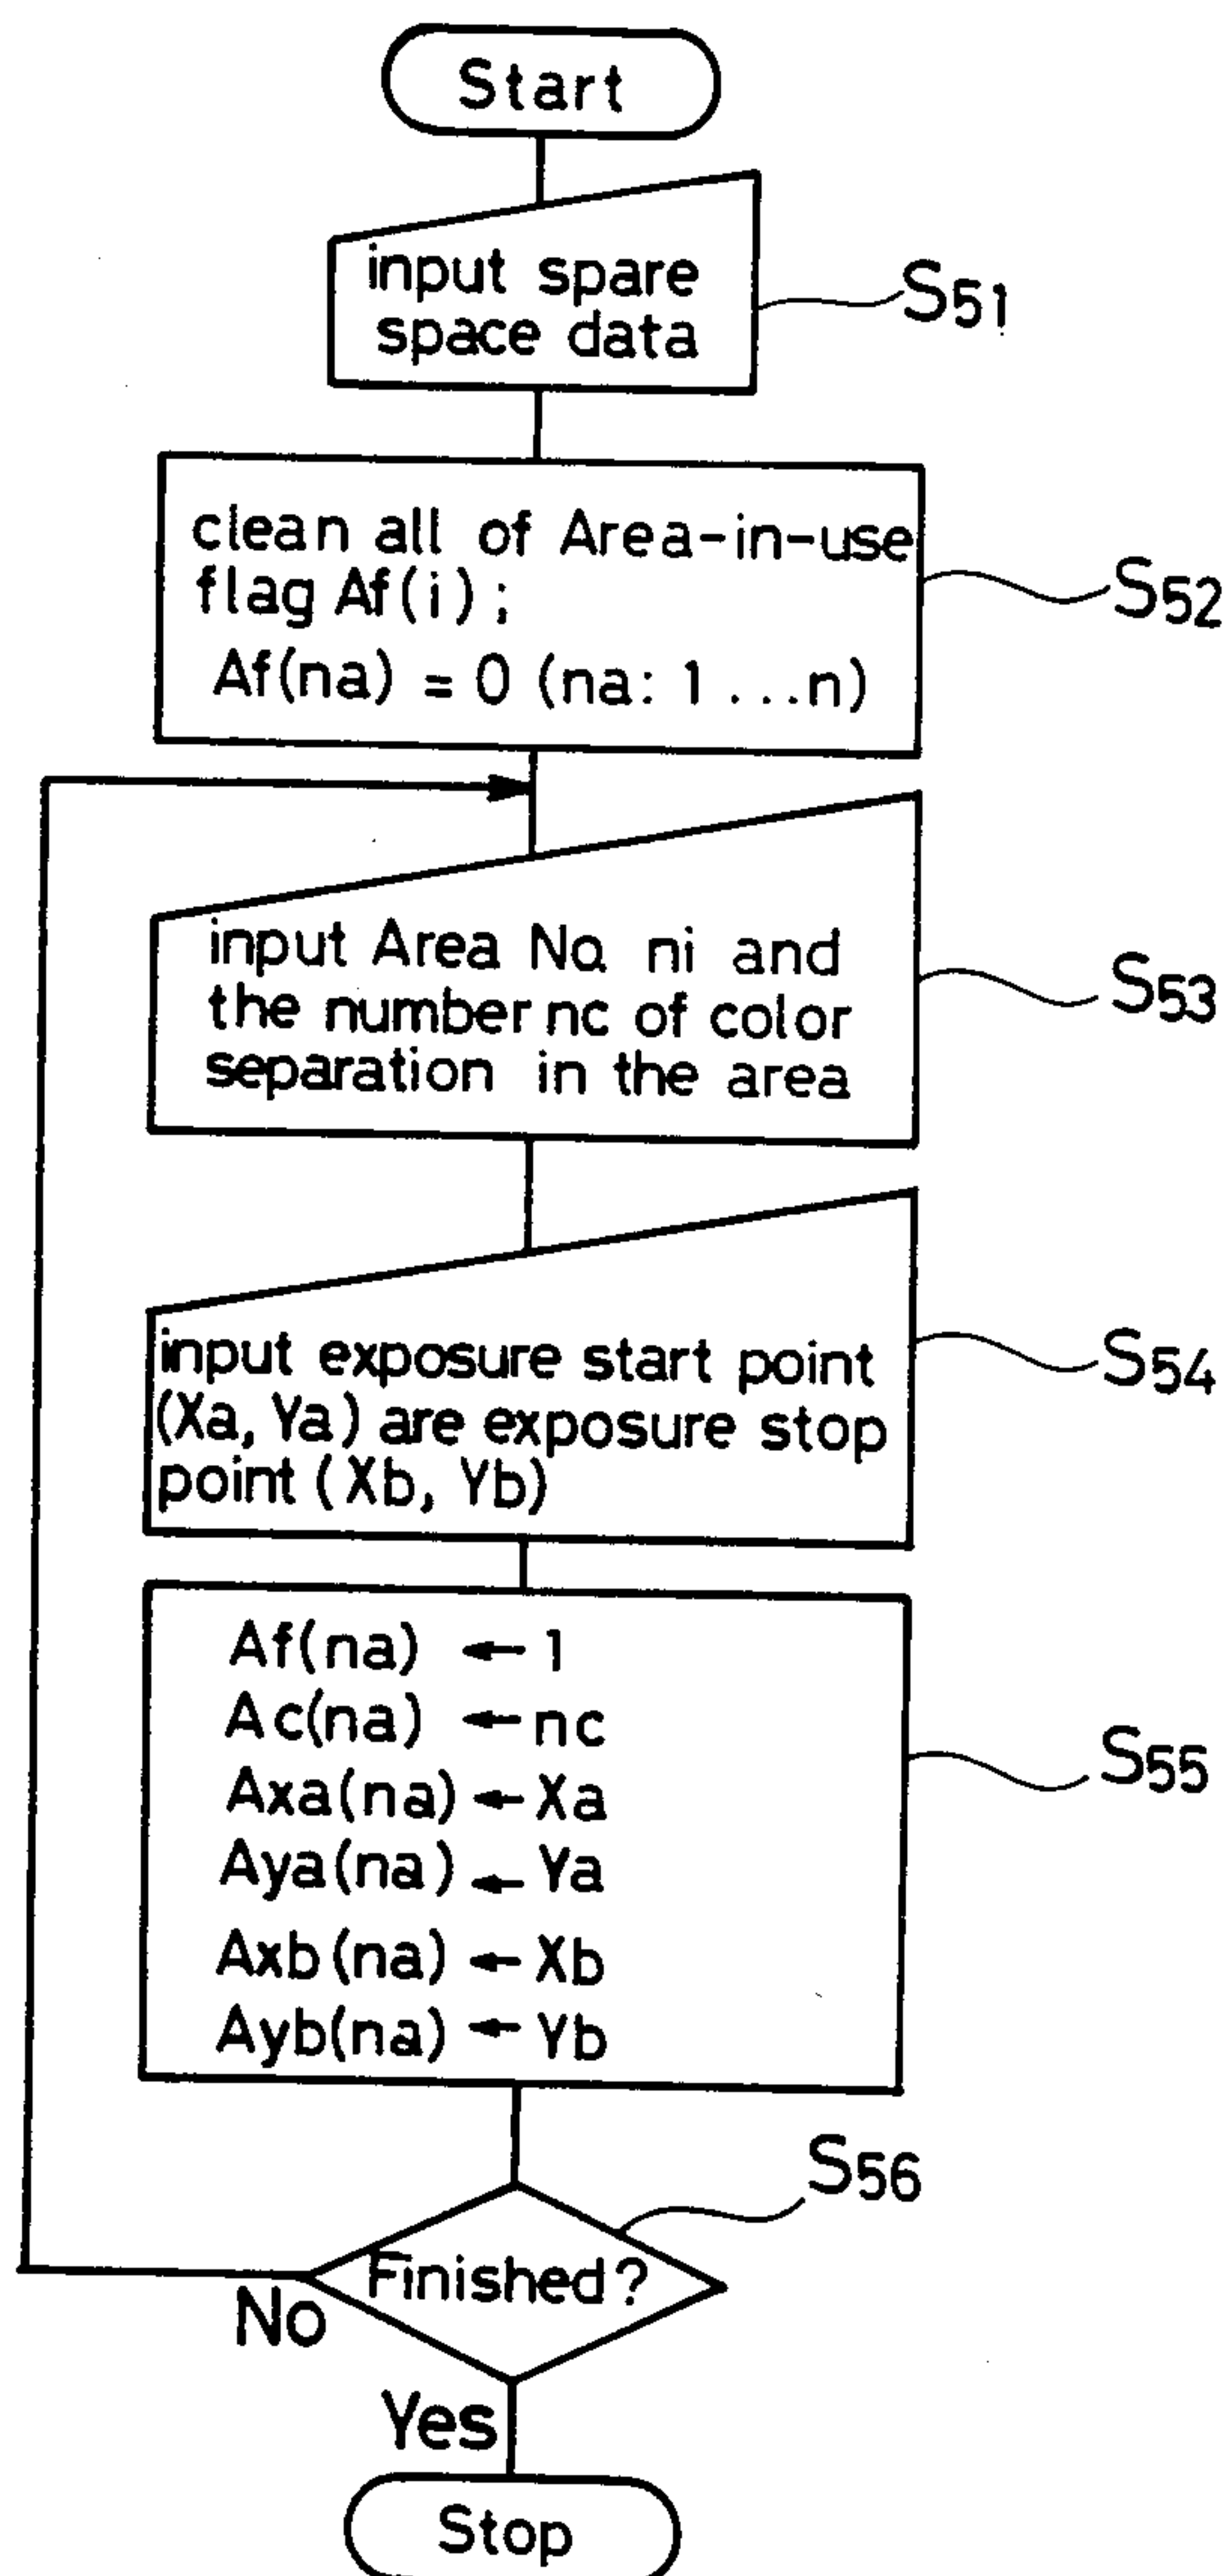 Start
input spare
space data
S51
clean all of Area-in-use
flag Af(i);
Af(na) = 0 (na: 1...n)
S52
input Area No. ni and
the number nc of color
separation in the area
S53
input exposure start point
(Xa, Ya) are exposure stop
point (Xb, Yb)
S54
Af(na) ← 1
Ac(na) ← nc
Axa(na) ← Xa
Aya(na) ← Ya
Axb(na) ← Xb
Ayb(na) ← Yb
S55
S56
Finished?
No
Yes
Stop